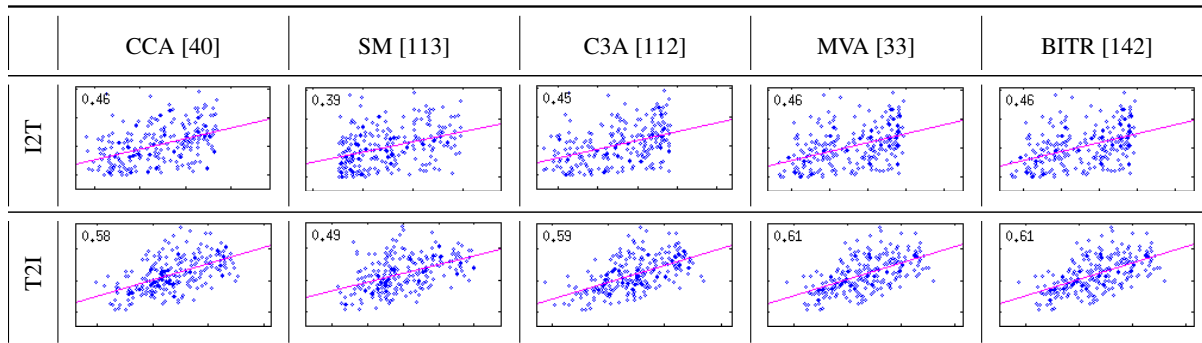 CCA [40] SM [113] C3A [112] MVA [33] BITR [142]
I2T 0.46 0.39 0.45 0.46 0.46
T2I 0.58 0.49 0.59 0.61 0.61